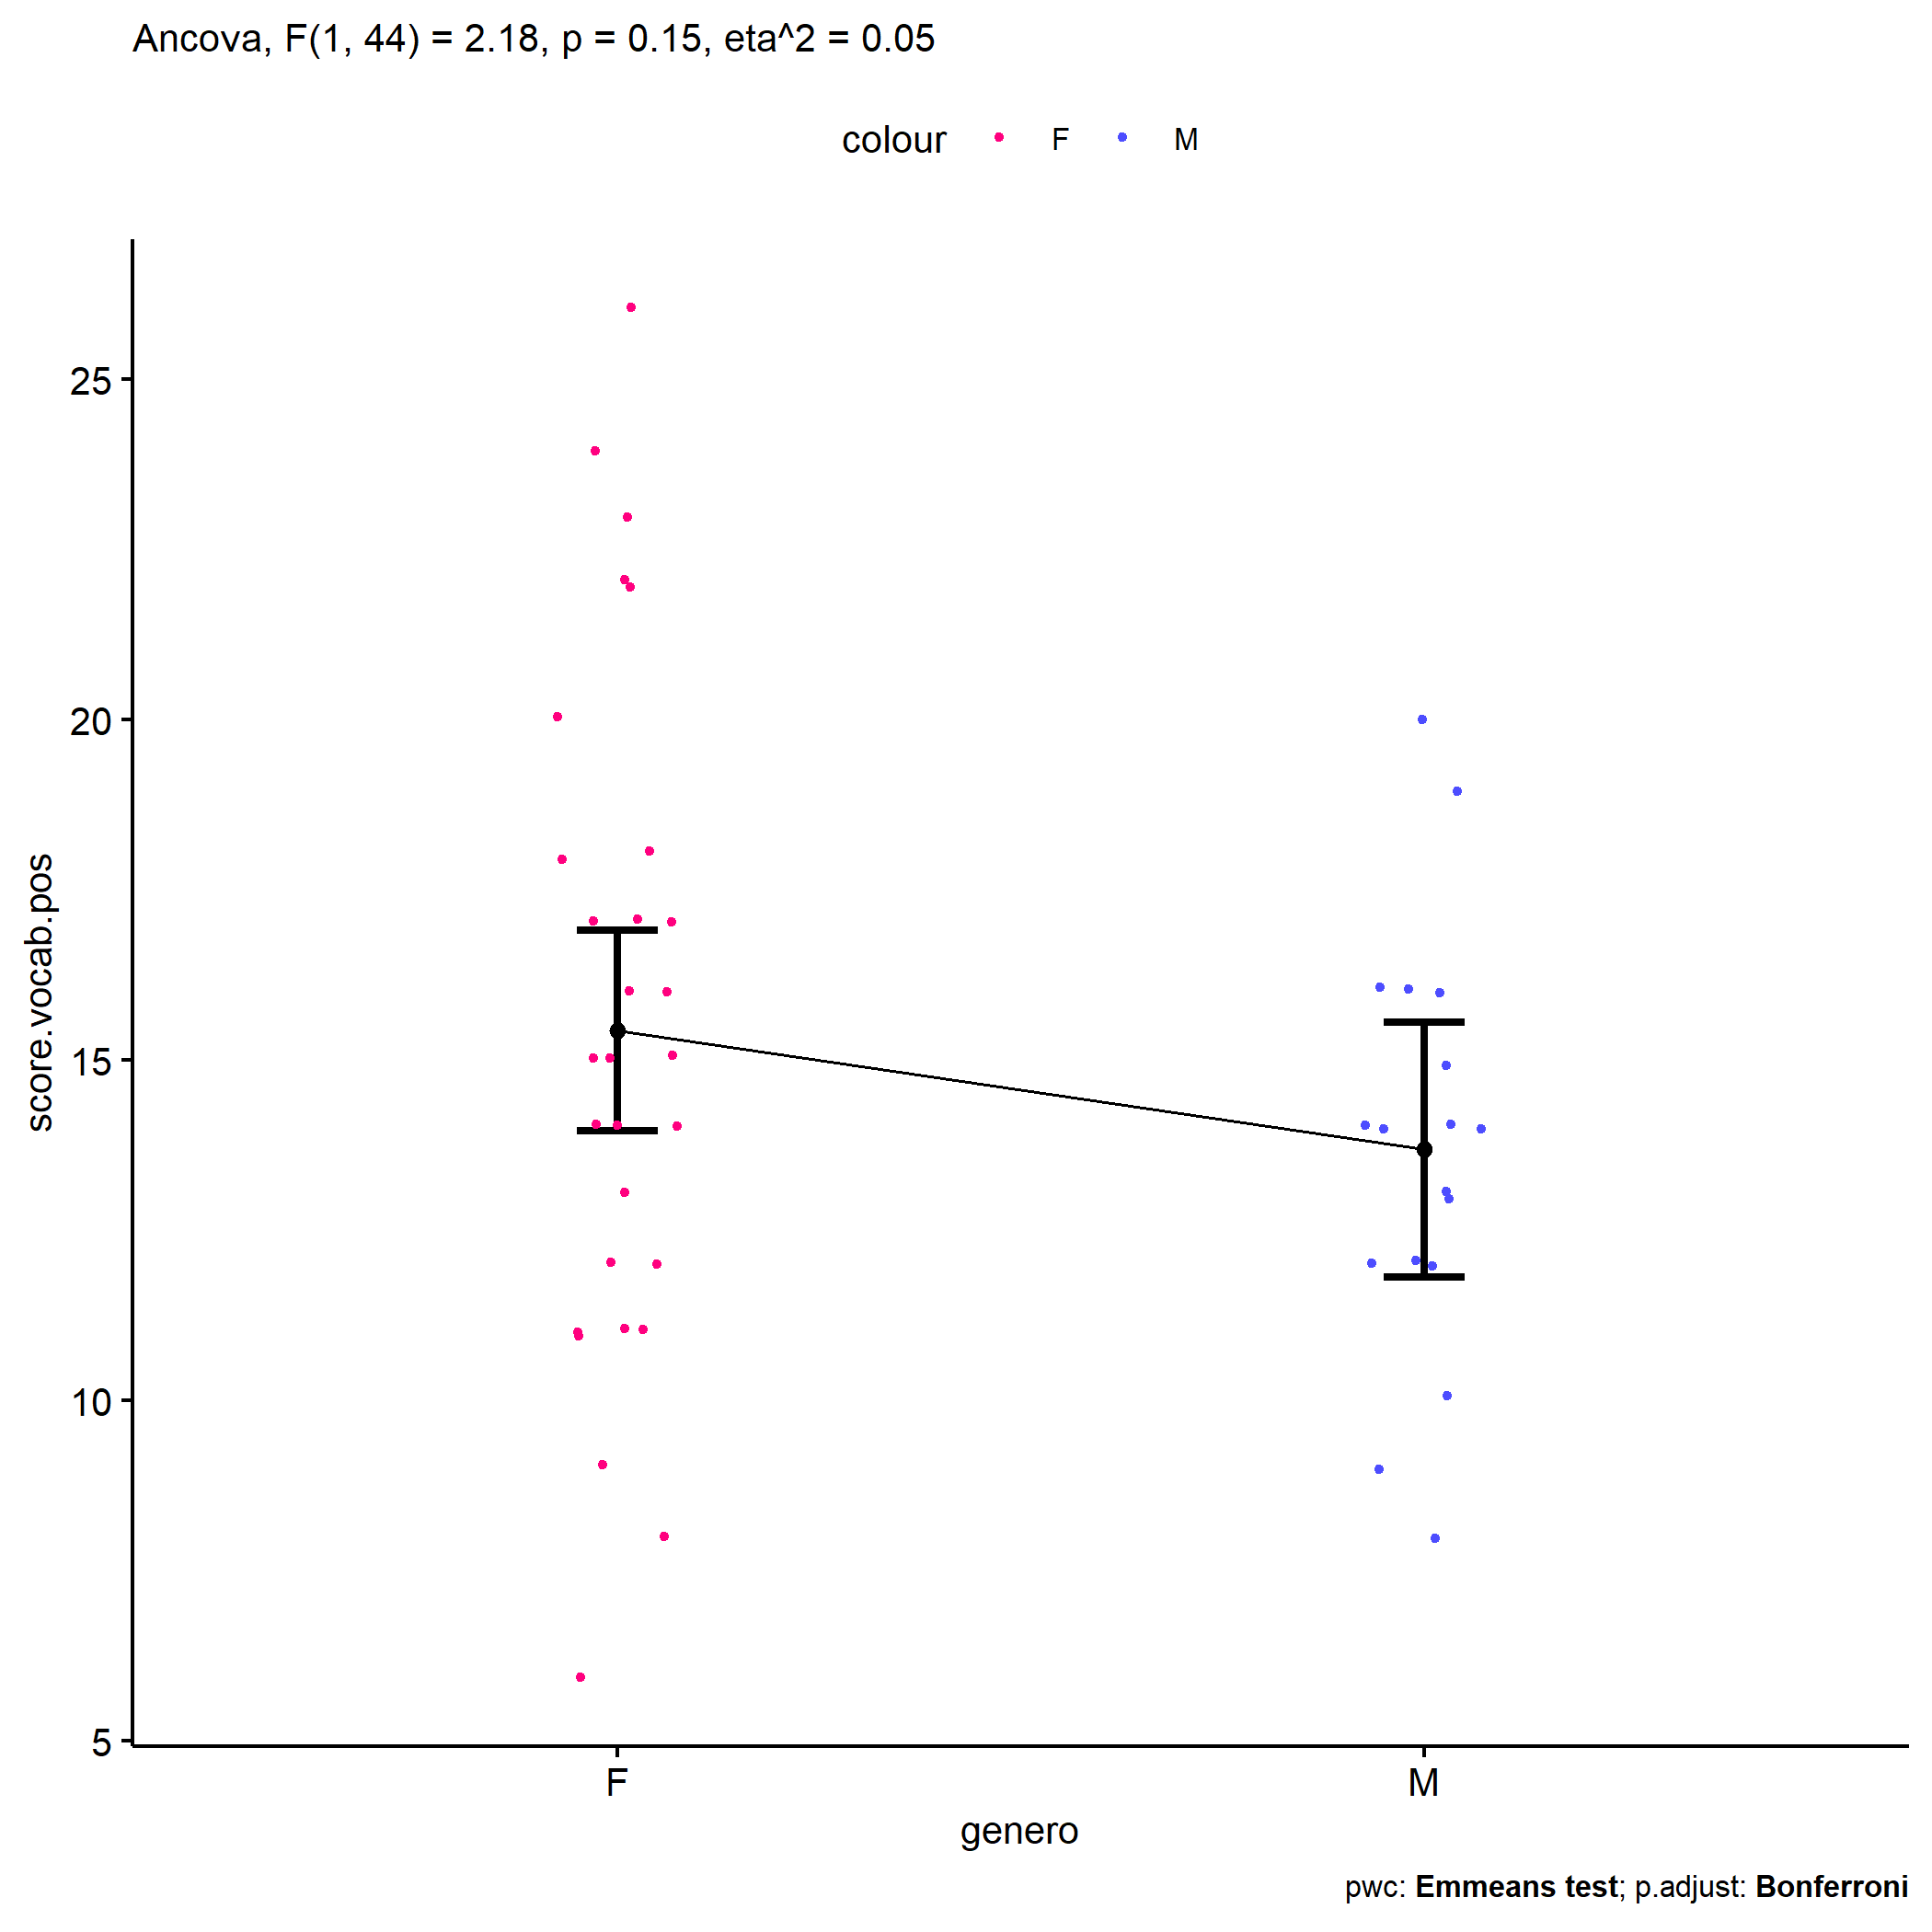 Ancova, F(1, 44) = 2.18, p = 0.15, eta^2 = 0.05
colour F M
25
20
15
10
5
score.vocab.pos
F M
genero
pwc: Emmeans test; p.adjust: Bonferroni